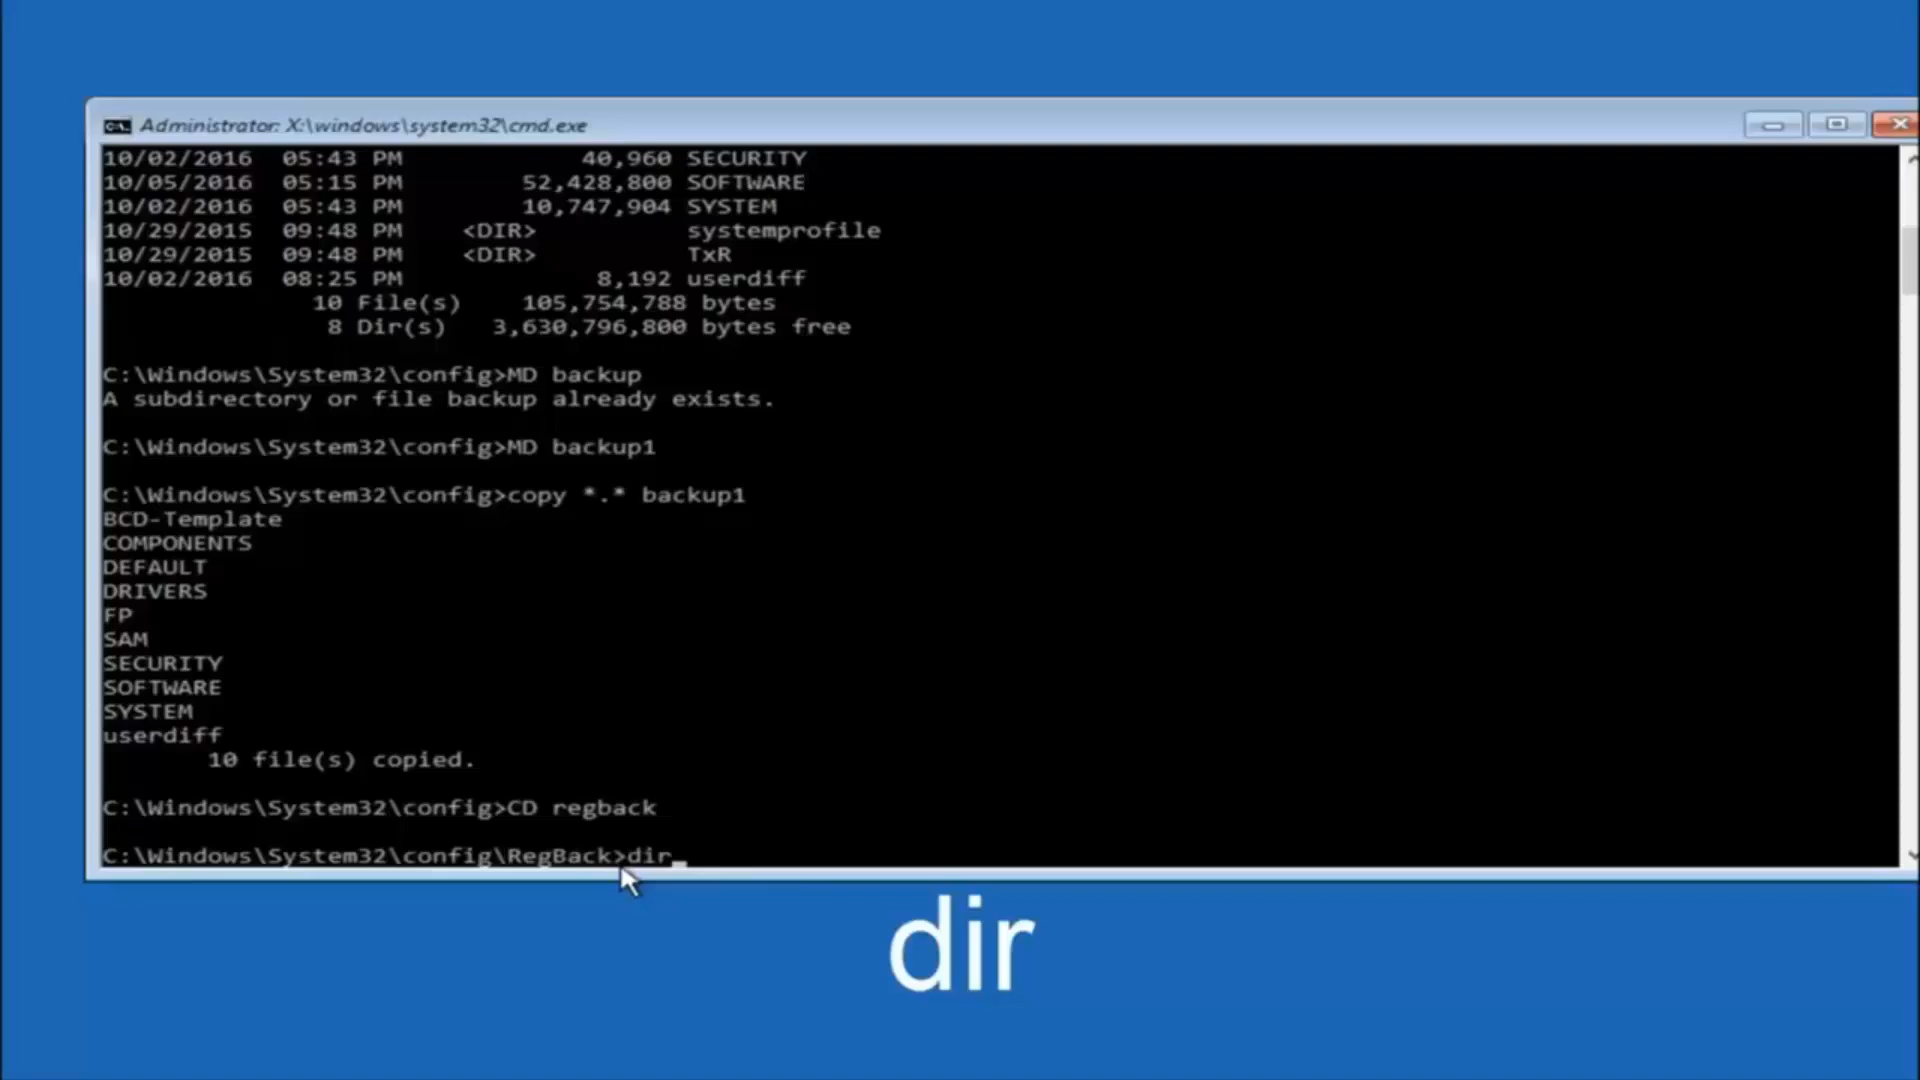 Administrator: X:\windows\system32\cmd.exe
10/02/2016  05:43 PM            40,960 SECURITY
10/05/2016  05:15 PM        52,428,800 SOFTWARE
10/02/2016  05:43 PM        10,747,904 SYSTEM
10/29/2015  09:48 PM    <DIR>          systemprofile
10/29/2015  09:48 PM    <DIR>          TxR
10/02/2016  08:25 PM             8,192 userdiff
              10 File(s)    105,754,788 bytes
               8 Dir(s)   3,630,796,800 bytes free
C:\Windows\System32\config>MD backup
A subdirectory or file backup already exists.
C:\Windows\System32\config>MD backup1
C:\Windows\System32\config>copy *.* backup1
BCD-Template
COMPONENTS
DEFAULT
DRIVERS
FP
SAM
SECURITY
SOFTWARE
SYSTEM
userdiff
       10 file(s) copied.
C:\Windows\System32\config>CD regback
C:\Windows\System32\config\RegBack>dir_
dir